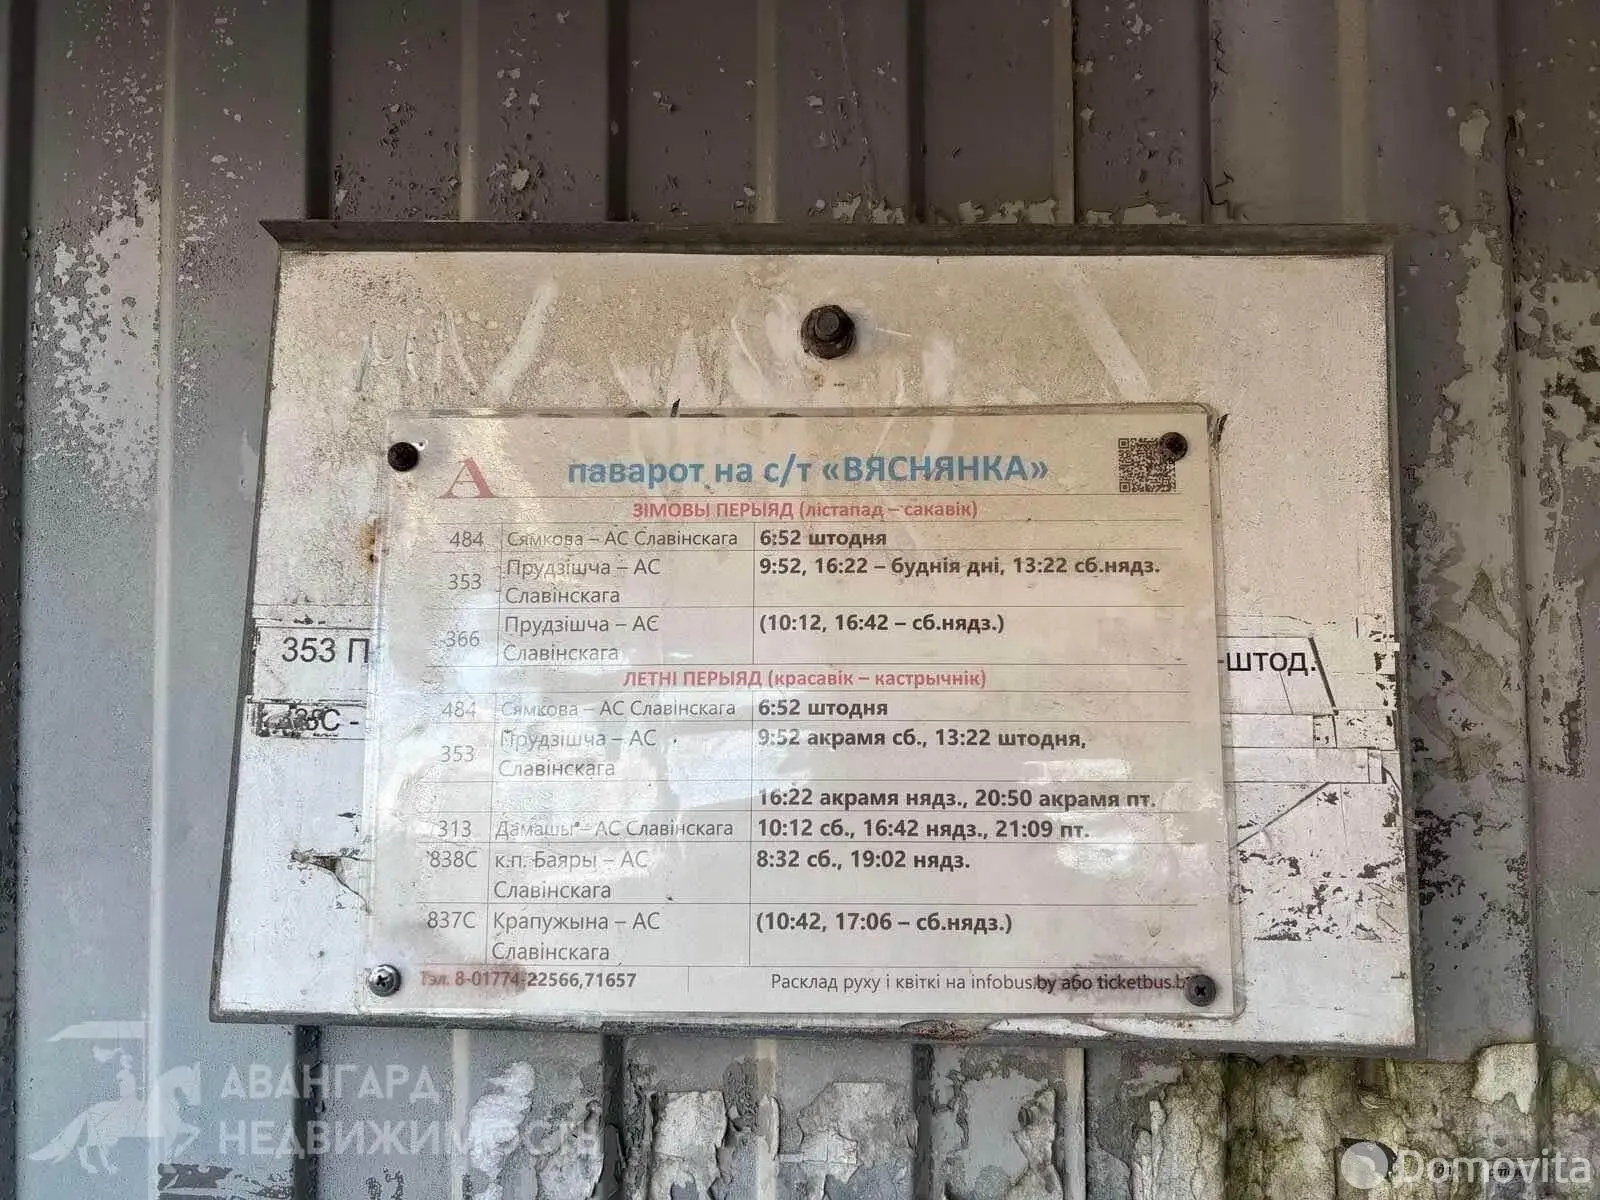 А паварот на с/т «ВЯСНЯНКА»
ЗІМОВЫ ПЕРЫЯД (лістапад – сакавік)
484 Сямкова – АС Славінскага 6:52 штодня
353 Прудзішча – АС Славінскага 9:52, 16:22 – буднія дні, 13:22 сб.нядз.
366 Прудзішча – АС Славінскага (10:12, 16:42 – сб.нядз.)
ЛЕТНІ ПЕРЫЯД (красавік – кастрычнік)
484 Сямкова – АС Славінскага 6:52 штодня
353 Прудзішча – АС Славінскага 9:52 акрамя сб., 13:22 штодня,
16:22 акрамя нядз., 20:50 акрамя пт.
313 Дамашы – АС Славінскага 10:12 сб., 16:42 нядз., 21:09 пт.
838С к.п. Баяры – АС Славінскага 8:32 сб., 19:02 нядз.
837С Крапужына – АС Славінскага (10:42, 17:06 – сб.нядз.)
Тэл. 8-01774-22566,71657 Расклад руху і квіткі на infobus.by або ticketbus.b
353 П
-штод.
АВАНГАРД
НЕДВИЖИМОСТЬ
Domovita